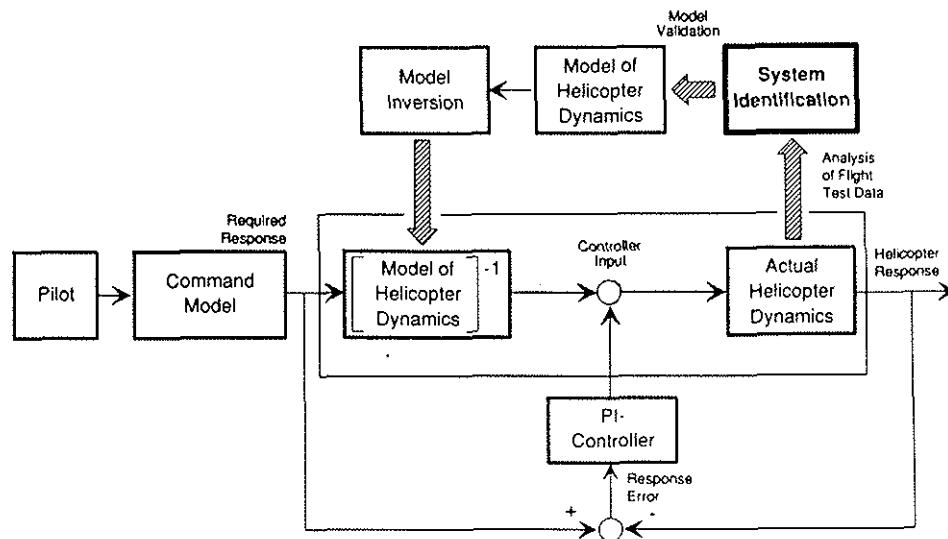 Model
Validation
Model
Inversion
Model of
Helicopter
Dynamics
System
Identification
Analysis
of Flight
Test Data
Required
Response
Pilot
Command
Model
Model of
Helicopter
Dynamics
-1
Controller
Input
Actual
Helicopter
Dynamics
Helicopter
Response
PI-
Controller
Response
Error
+
-